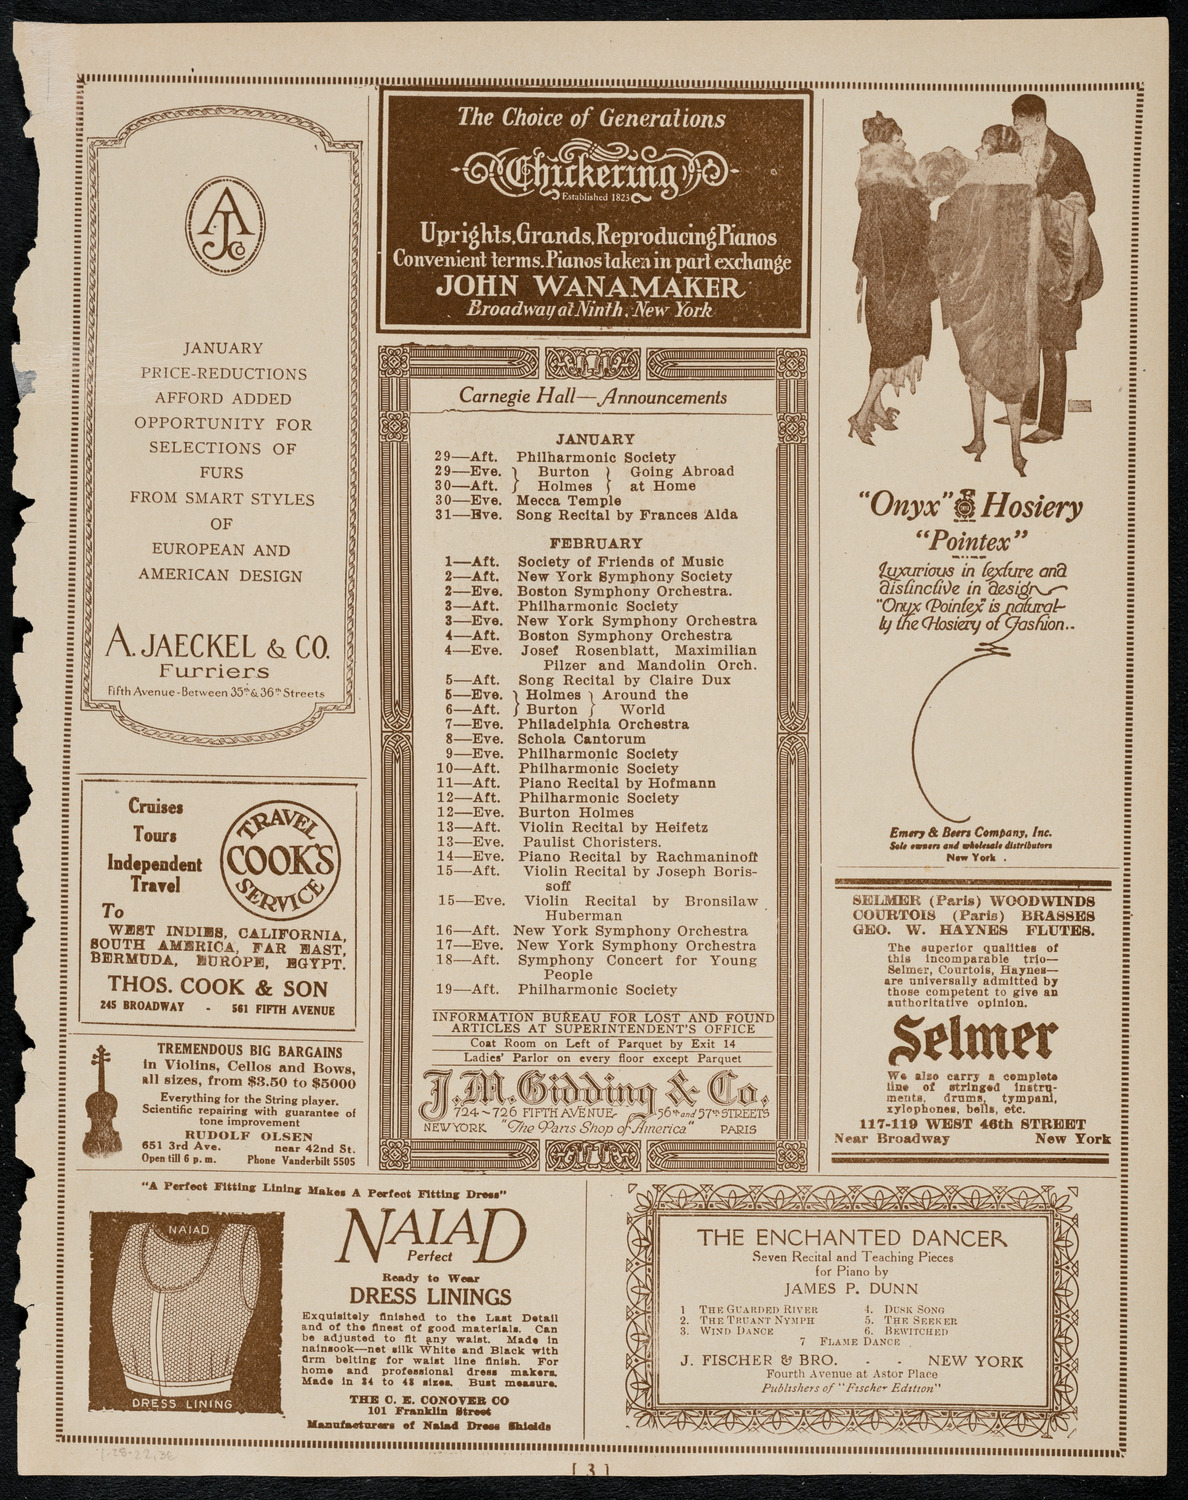 AJCo
JANUARY
PRICE-REDUCTIONS
AFFORD ADDED
OPPORTUNITY FOR
SELECTIONS OF
FURS
FROM SMART STYLES
OF
EUROPEAN AND
AMERICAN DESIGN
A. JAECKEL & CO.
Furriers
Fifth Avenue-Between 35th & 36th Streets
The Choice of Generations
Chickering
Established 1823
Uprights, Grands, Reproducing Pianos
Convenient terms. Pianos taken in part exchange
JOHN WANAMAKER
Broadway at Ninth, New York
Carnegie Hall—Announcements
JANUARY
29—Aft. Philharmonic Society
29—Eve. } Burton } Going Abroad
30—Aft. } Holmes } at Home
30—Eve. Mecca Temple
31—Eve. Song Recital by Frances Alda
FEBRUARY
1—Aft. Society of Friends of Music
2—Aft. New York Symphony Society
2—Eve. Boston Symphony Orchestra.
3—Aft. Philharmonic Society
3—Eve. New York Symphony Orchestra
4—Aft. Boston Symphony Orchestra
4—Eve. Josef Rosenblatt, Maximilian
Pilzer and Mandolin Orch.
5—Aft. Song Recital by Claire Dux
5—Eve. } Holmes } Around the
6—Aft. } Burton } World
7—Eve. Philadelphia Orchestra
8—Eve. Schola Cantorum
9—Eve. Philharmonic Society
10—Aft. Philharmonic Society
11—Aft. Piano Recital by Hofmann
12—Aft. Philharmonic Society
12—Eve. Burton Holmes
13—Aft. Violin Recital by Heifetz
13—Eve. Paulist Choristers.
14—Eve. Piano Recital by Rachmaninoff
15—Aft. Violin Recital by Joseph Boris-
soff
15—Eve. Violin Recital by Bronsilaw
Huberman
16—Aft. New York Symphony Orchestra
17—Eve. New York Symphony Orchestra
18—Aft. Symphony Concert for Young
People
19—Aft. Philharmonic Society
INFORMATION BUREAU FOR LOST AND FOUND
ARTICLES AT SUPERINTENDENT'S OFFICE
Coat Room on Left of Parquet by Exit 14
Ladies' Parlor on every floor except Parquet
J. M. Gidding & Co.
724~726 FIFTH AVENUE~ 56th and 57th STREETS
NEW YORK "The Paris Shop of America" PARIS
"Onyx" Hosiery
"Pointex"
Luxurious in texture and
distinctive in design~
"Onyx Pointex" is natural-
ly the Hosiery of Fashion..
Emery & Beers Company, Inc.
Sole owners and wholesale distributors
New York .
Cruises
Tours
Independent
Travel
To
TRAVEL
COOK'S
SERVICE
WEST INDIES, CALIFORNIA,
SOUTH AMERICA, FAR EAST,
BERMUDA, EUROPE, EGYPT.
THOS. COOK & SON
245 BROADWAY - 561 FIFTH AVENUE
TREMENDOUS BIG BARGAINS
in Violins, Cellos and Bows,
all sizes, from $3.50 to $5000
Everything for the String player.
Scientific repairing with guarantee of
tone improvement
RUDOLF OLSEN
651 3rd Ave. near 42nd St.
Open till 6 p. m. Phone Vanderbilt 5505
SELMER (Paris) WOODWINDS
COURTOIS (Paris) BRASSES
GEO. W. HAYNES FLUTES.
The superior qualities of
this incomparable trio—
Selmer, Courtois, Haynes—
are universally admitted by
those competent to give an
authoritative opinion.
Selmer
We also carry a complete
line of stringed instru-
ments, drums, tympani,
xylophones, bells, etc.
117-119 WEST 46th STREET
Near Broadway New York
"A Perfect Fitting Lining Makes A Perfect Fitting Dress"
NAIAD
DRESS LINING
NAIAD
Perfect
Ready to Wear
DRESS LININGS
Exquisitely finished to the Last Detail
and of the finest of good materials. Can
be adjusted to fit any waist. Made in
nainsook—net silk White and Black with
firm belting for waist line finish. For
home and professional dress makers.
Made in 34 to 48 sizes. Bust measure.
THE C. E. CONOVER CO
101 Franklin Street
Manufacturers of Naiad Dress Shields
THE ENCHANTED DANCER
Seven Recital and Teaching Pieces
for Piano by
JAMES P. DUNN
1 THE GUARDED RIVER 4. DUSK SONG
2. THE TRUANT NYMPH 5. THE SEEKER
3. WIND DANCE 6. BEWITCHED
7 FLAME DANCE
J. FISCHER & BRO. - - NEW YORK
Fourth Avenue at Astor Place
Publishers of "Fischer Edition"
[ 3 ]